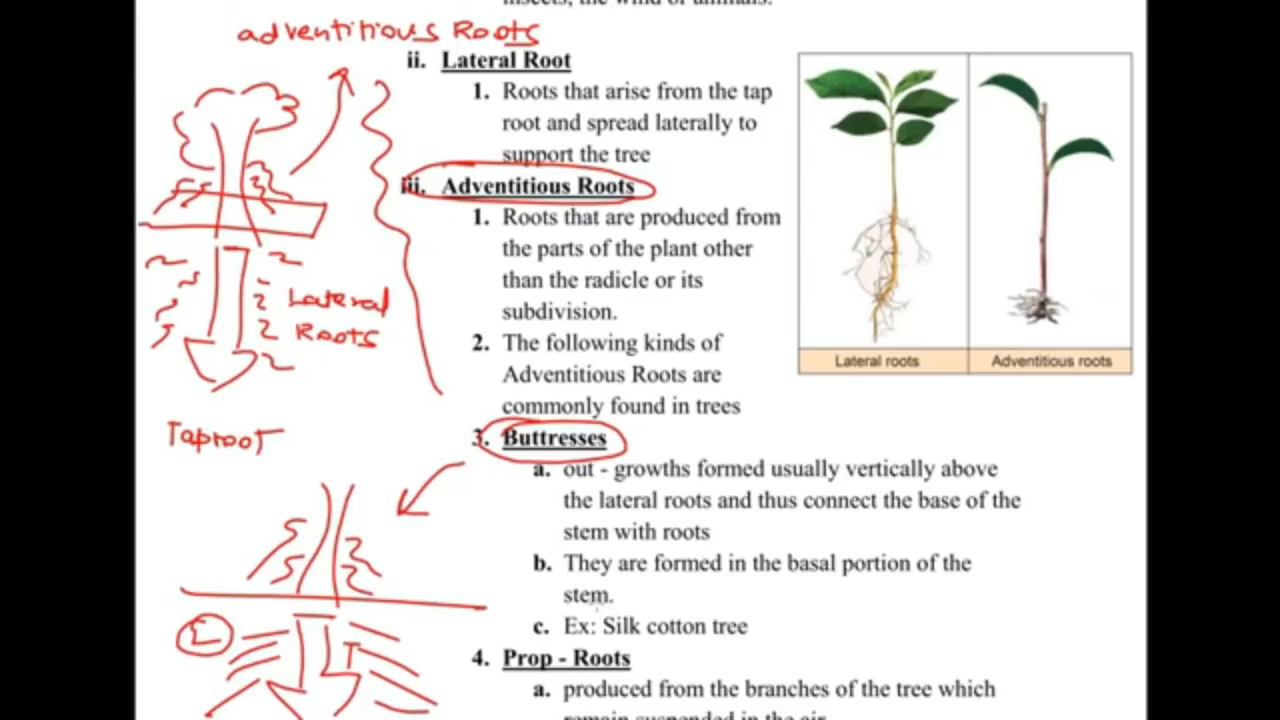 adventitious Roots
ii. Lateral Root
1. Roots that arise from the tap
root and spread laterally to
support the tree
iii. Adventitious Roots
1. Roots that are produced from
the parts of the plant other
than the radicle or its
subdivision.
2. The following kinds of
Adventitious Roots are
commonly found in trees
3. Buttresses
a. out - growths formed usually vertically above
the lateral roots and thus connect the base of the
stem with roots
b. They are formed in the basal portion of the
stem.
c. Ex: Silk cotton tree
4. Prop - Roots
a. produced from the branches of the tree which
remain suspended in the air
Lateral roots
Adventitious roots
Lateral
Roots
Taproot
L
T